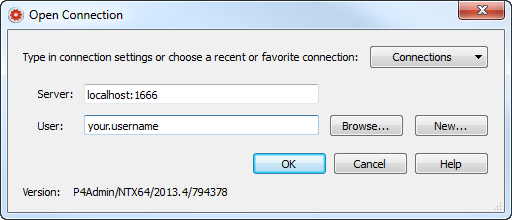 Open Connection
Type in connection settings or choose a recent or favorite connection: Connections
Server: localhost:1666
User: your.username Browse... New...
OK Cancel Help
Version: P4Admin/NTX64/2013.4/794378